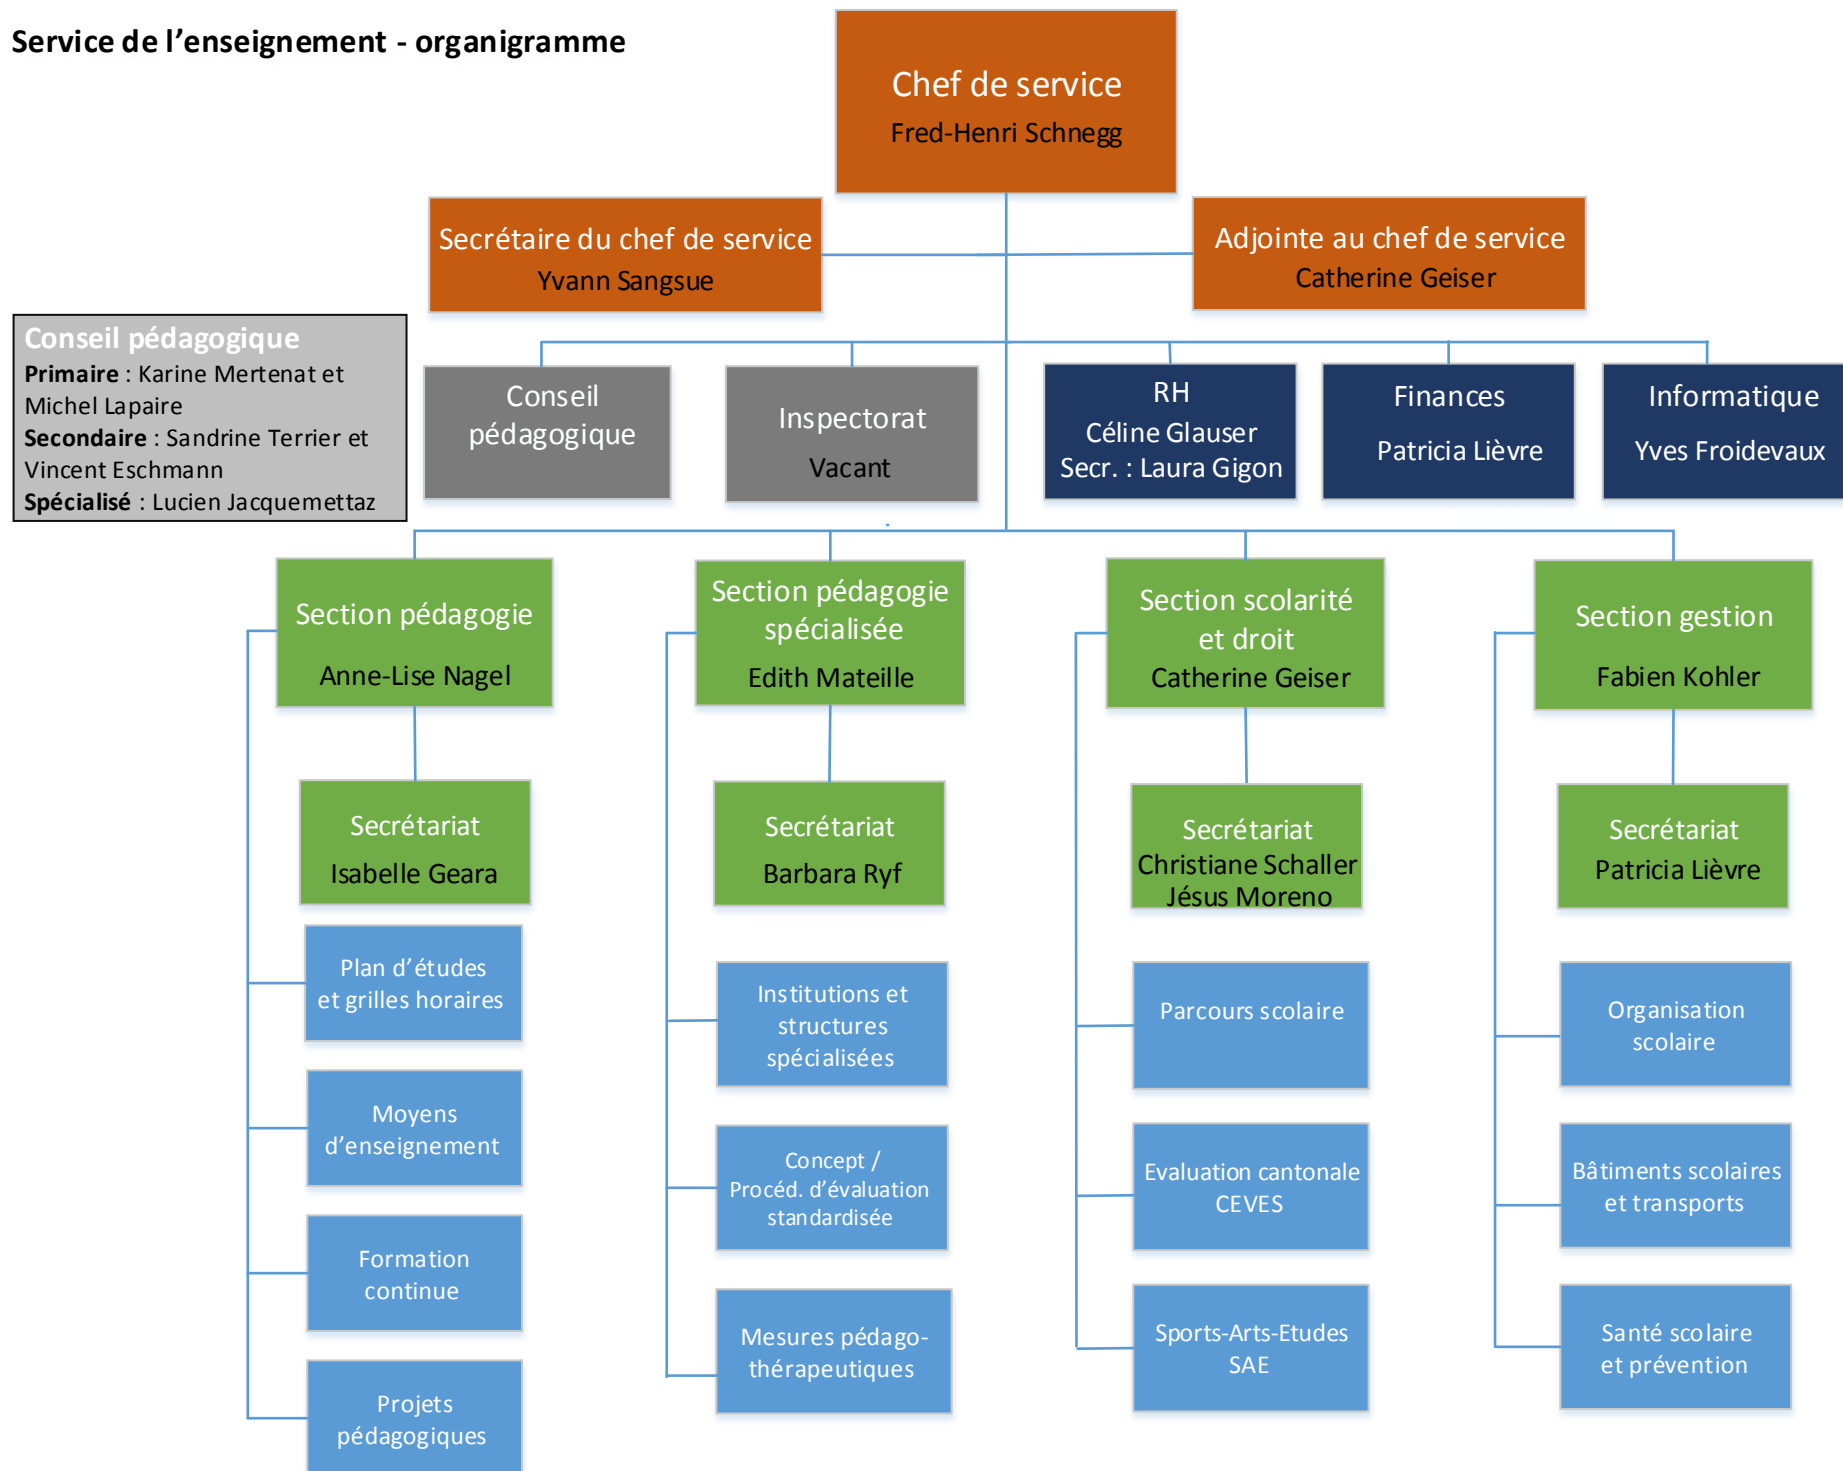 Service de l'enseignement - organigramme
Chef de service
Fred-Henri Schnegg
Secrétaire du chef de service
Yvann Sangsue
Adjointe au chef de service
Catherine Geiser
Conseil pédagogique
Primaire : Karine Mertenat et
Michel Lapaire
Secondaire : Sandrine Terrier et
Vincent Eschmann
Spécialisé : Lucien Jacquemettaz
Conseil
pédagogique
Inspectorat
Vacant
RH
Céline Glauser
Secr. : Laura Gigon
Finances
Patricia Lièvre
Informatique
Yves Froidevaux
Section pédagogie
Anne-Lise Nagel
Section pédagogie
spécialisée
Edith Mateille
Section scolarité
et droit
Catherine Geiser
Section gestion
Fabien Kohler
Secrétariat
Isabelle Geara
Secrétariat
Barbara Ryf
Secrétariat
Christiane Schaller
Jésus Moreno
Secrétariat
Patricia Lièvre
Plan d'études
et grilles horaires
Moyens
d'enseignement
Formation
continue
Projets
pédagogiques
Institutions et
structures
spécialisées
Concept /
Procéd. d'évaluation
standardisée
Mesures pédago-
thérapeutiques
Parcours scolaire
Evaluation cantonale
CEVES
Sports-Arts-Etudes
SAE
Organisation
scolaire
Bâtiments scolaires
et transports
Santé scolaire
et prévention